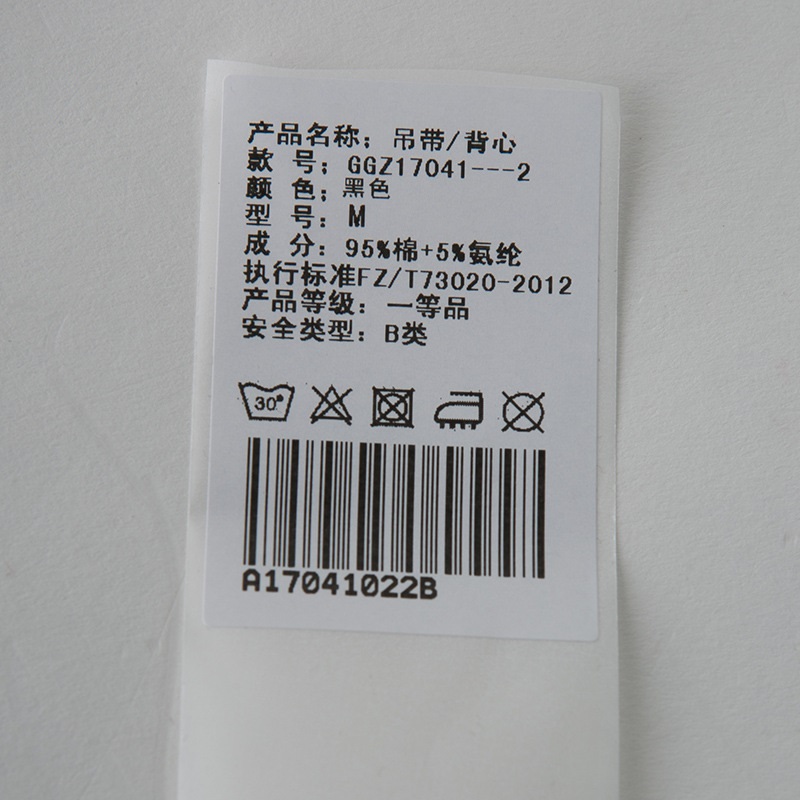 产品名称：吊带/背心
款 号：GGZ17041---2
颜 色：黑色
型 号：M
成 分：95%棉+5%氨纶
执行标准FZ/T73020-2012
产品等级：一等品
安全类型：B类
30°
A17041022B